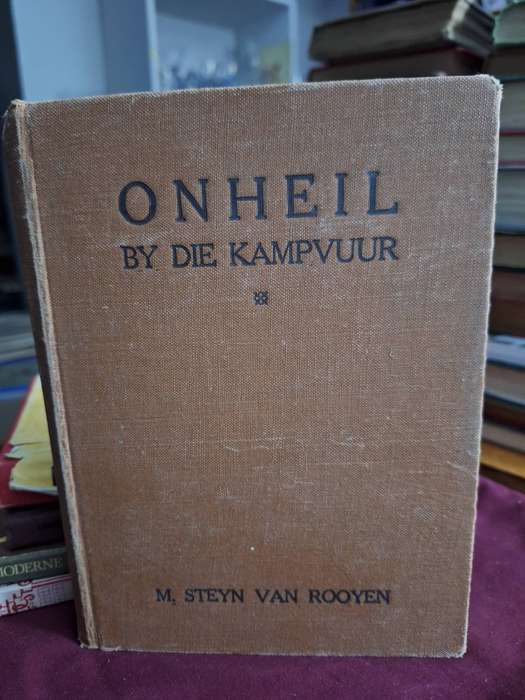 ONHEIL
BY DIE KAMPVUUR
M. STEYN VAN ROOYEN
MODERNE